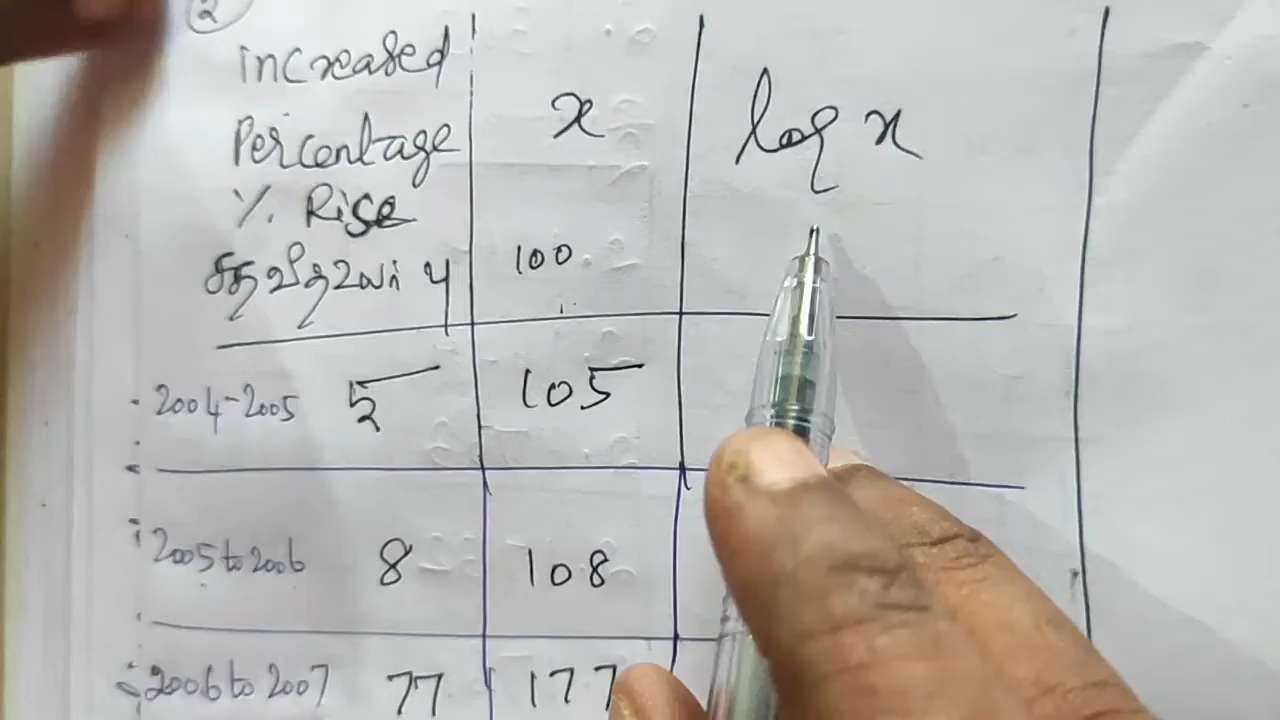 2
increased
Percentage x log x
% Rise
100
2004-2005 5 105
2005 to 2006 8 108
2006 to 2007 77 177